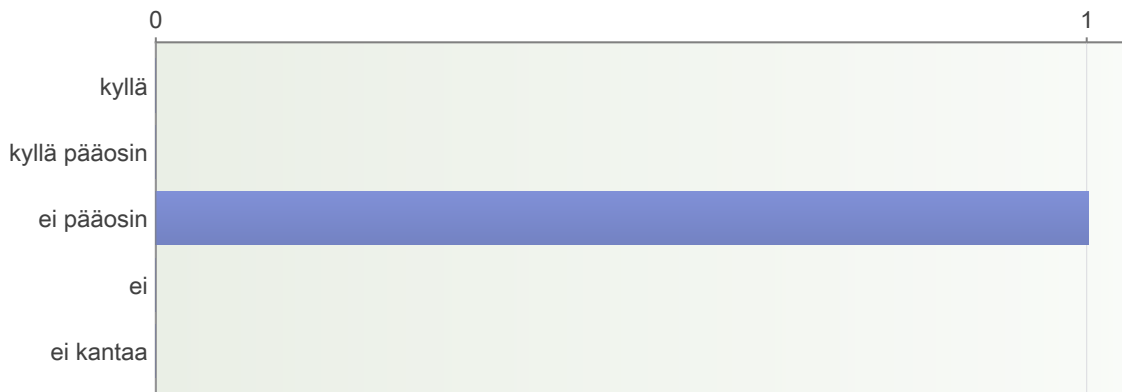 0 1
kyllä
kyllä pääosin
ei pääosin
ei
ei kantaa